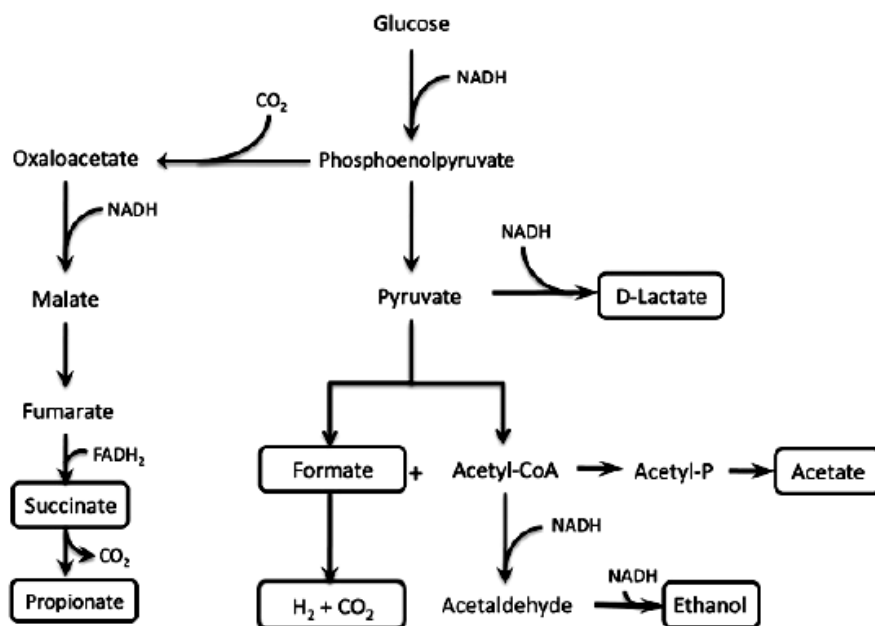 Glucose
NADH
CO₂
Oxaloacetate
Phosphoenolpyruvate
NADH
NADH
Malate
Pyruvate
D-Lactate
Fumarate
FADH₂
Formate
+
Acetyl-CoA
Acetyl-P
Acetate
Succinate
NADH
CO₂
NADH
Propionate
H₂ + CO₂
Acetaldehyde
Ethanol